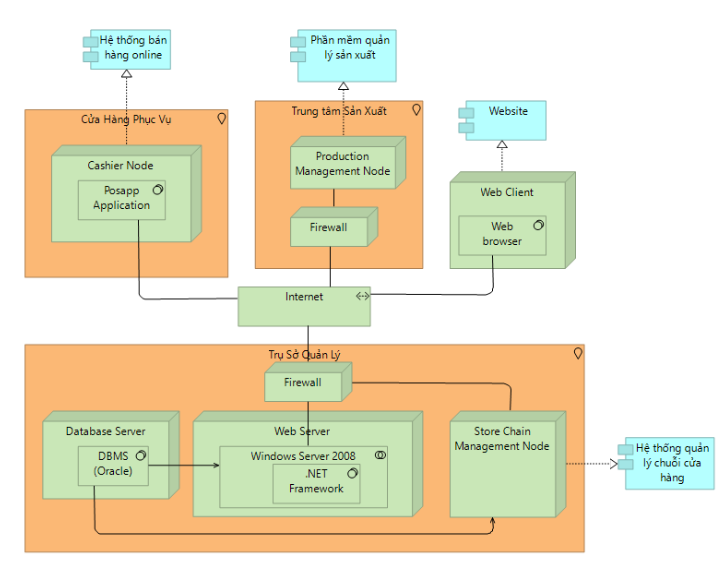 Hệ thống bán
hàng online
Phần mềm quản
lý sản xuất
Cửa Hàng Phục Vụ
Trung tâm Sản Xuất
Website
Cashier Node
Posapp
Application
Production
Management Node
Firewall
Web Client
Web
browser
Internet
Trụ Sở Quản Lý
Firewall
Database Server
DBMS
(Oracle)
Web Server
Windows Server 2008
.NET
Framework
Store Chain
Management Node
Hệ thống quản
lý chuỗi cửa
hàng